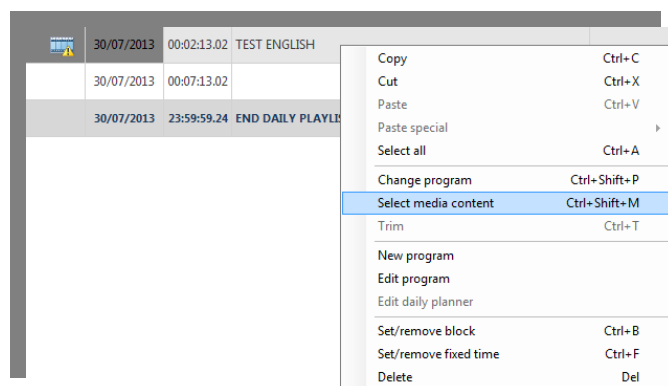 30/07/2013 00:02:13.02 TEST ENGLISH
30/07/2013 00:07:13.02
30/07/2013 23:59:59.24 END DAILY
Copy Ctrl+C
Cut Ctrl+X
Paste Ctrl+V
Paste special
Select all Ctrl+A
Change program Ctrl+Shift+P
Select media content Ctrl+Shift+M
Trim Ctrl+T
New program
Edit program
Edit daily planner
Set/remove block Ctrl+B
Set/remove fixed time Ctrl+F
Delete Del